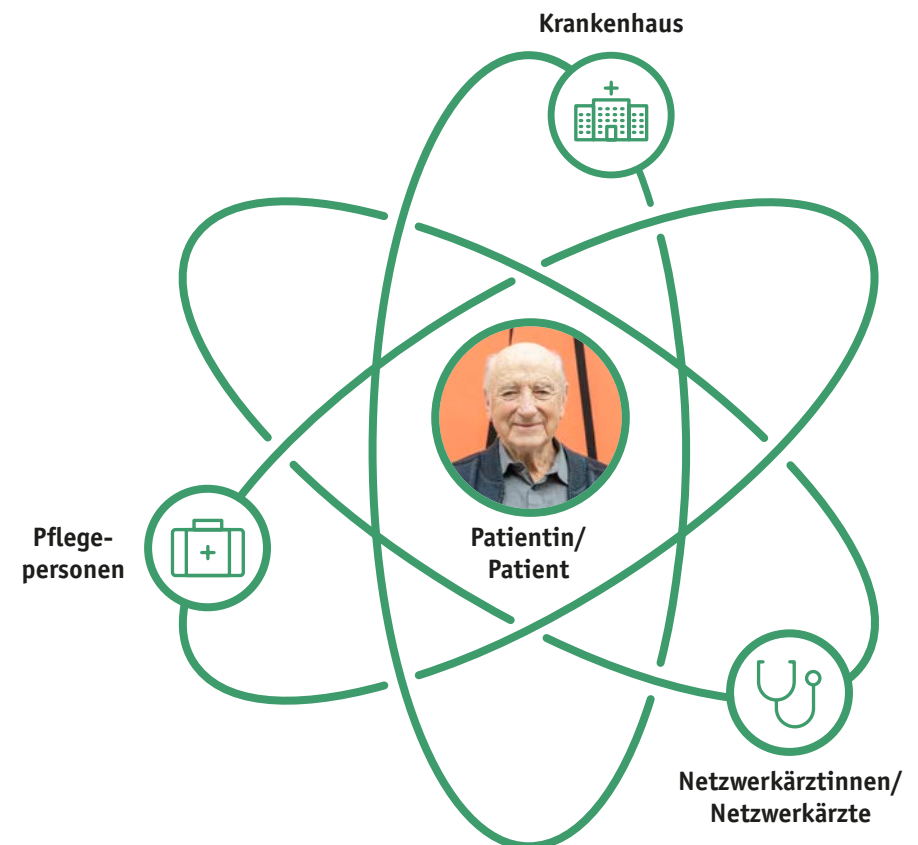 Krankenhaus
Patientin/
Patient
Pflege-
personen
Netzwerkärztinnen/
Netzwerkärzte